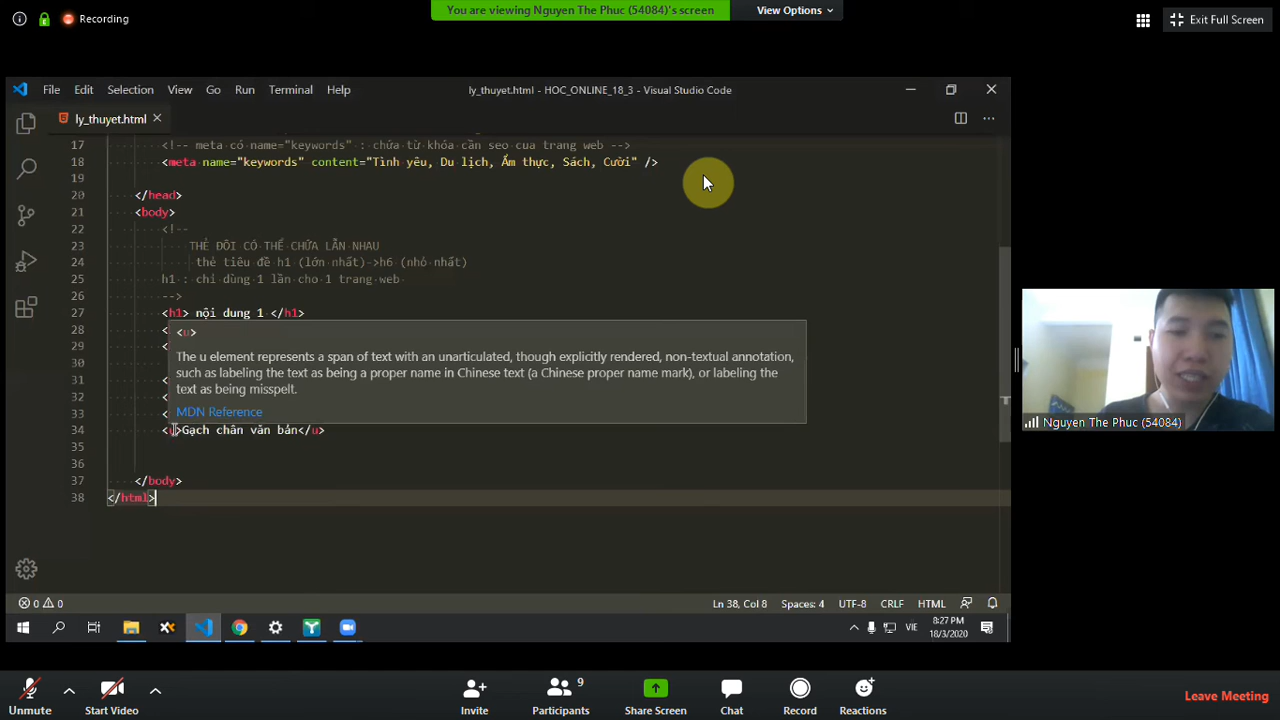 Recording
You are viewing Nguyen The Phuc (54084)'s screen
View Options
Exit Full Screen
File Edit Selection View Go Run Terminal Help
ly_thuyet.html - HOC_ONLINE_18_3 - Visual Studio Code
ly_thuyet.html
17 <!-- meta có name="keywords" : chứa từ khóa cần seo cua trang web -->
18 <meta name="keywords" content="Tình yêu, Du lịch, Ẩm thực, Sách, Cười" />
19
20 </head>
21 <body>
22 <!--
23 THẺ ĐÔI CÓ THỂ CHỨA LẪN NHAU
24 thẻ tiêu đề h1 (lớn nhất)->h6 (nhỏ nhất)
25 h1 : chỉ dùng 1 lần cho 1 trang web
26 -->
27 <h1> nội dung 1 </h1>
28 <
29 <
30
31 <
32 <
33 <
34 <u>Gạch chân văn bản</u>
35
36
37 </body>
38 </html>
<u>
The u element represents a span of text with an unarticulated, though explicitly rendered, non-textual annotation,
such as labeling the text as being a proper name in Chinese text (a Chinese proper name mark), or labeling the
text as being misspelt.
MDN Reference
Nguyen The Phuc (54084)
0 0
Ln 38, Col 8 Spaces: 4 UTF-8 CRLF HTML
VIE
8:27 PM
18/3/2020
Unmute
Start Video
Invite
9
Participants
Share Screen
Chat
Record
Reactions
Leave Meeting